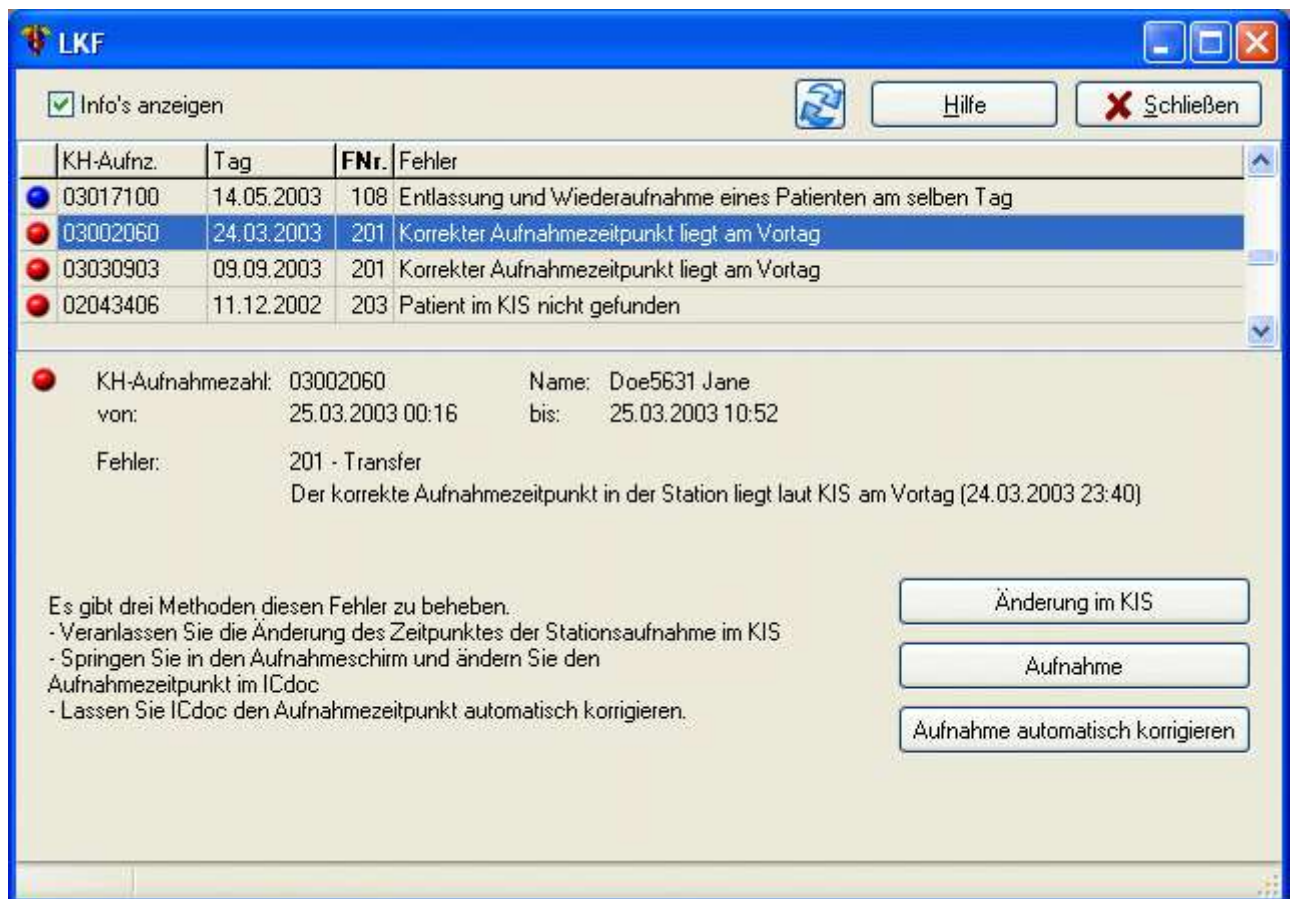 LKF
Info's anzeigen Hilfe Schließen
KH-Aufnz. Tag FNr. Fehler
03017100 14.05.2003 108 Entlassung und Wiederaufnahme eines Patienten am selben Tag
03002060 24.03.2003 201 Korrekter Aufnahmezeitpunkt liegt am Vortag
03030903 09.09.2003 201 Korrekter Aufnahmezeitpunkt liegt am Vortag
02043406 11.12.2002 203 Patient im KIS nicht gefunden
KH-Aufnahmezahl: 03002060 Name: Doe5631 Jane
von: 25.03.2003 00:16 bis: 25.03.2003 10:52
Fehler: 201 - Transfer
Der korrekte Aufnahmezeitpunkt in der Station liegt laut KIS am Vortag (24.03.2003 23:40)
Es gibt drei Methoden diesen Fehler zu beheben.
- Veranlassen Sie die Änderung des Zeitpunktes der Stationsaufnahme im KIS
- Springen Sie in den Aufnahmeschirm und ändern Sie den
Aufnahmezeitpunkt im ICdoc
- Lassen Sie ICdoc den Aufnahmezeitpunkt automatisch korrigieren.
Änderung im KIS
Aufnahme
Aufnahme automatisch korrigieren